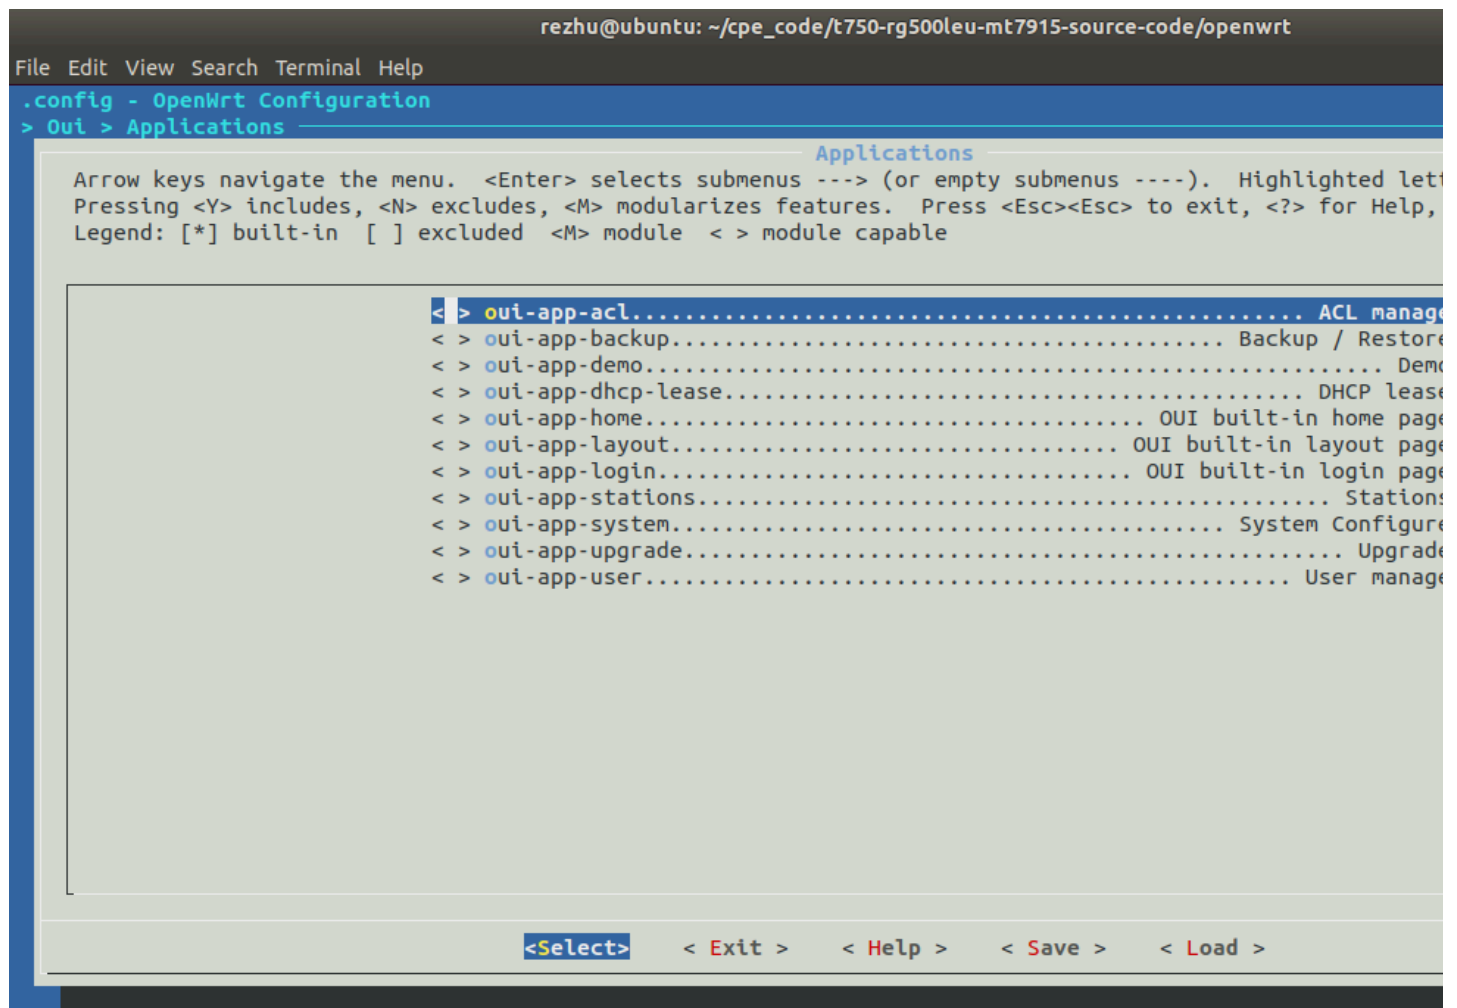 rezhu@ubuntu: ~/cpe_code/t750-rg500leu-mt7915-source-code/openwrt
File Edit View Search Terminal Help
.config - OpenWrt Configuration
> Oui > Applications
Applications
Arrow keys navigate the menu.  <Enter> selects submenus ---> (or empty submenus ----).  Highlighted lett
Pressing <Y> includes, <N> excludes, <M> modularizes features.  Press <Esc><Esc> to exit, <?> for Help,
Legend: [*] built-in  [ ] excluded  <M> module  < > module capable
< > oui-app-acl................................................... ACL manage
< > oui-app-backup.......................................... Backup / Restore
< > oui-app-demo........................................................ Demo
< > oui-app-dhcp-lease............................................ DHCP lease
< > oui-app-home...................................... OUI built-in home page
< > oui-app-layout.................................. OUI built-in layout page
< > oui-app-login.................................... OUI built-in login page
< > oui-app-stations................................................ Stations
< > oui-app-system.......................................... System Configure
< > oui-app-upgrade.................................................. Upgrade
< > oui-app-user................................................. User manage
<Select>    < Exit >    < Help >    < Save >    < Load >